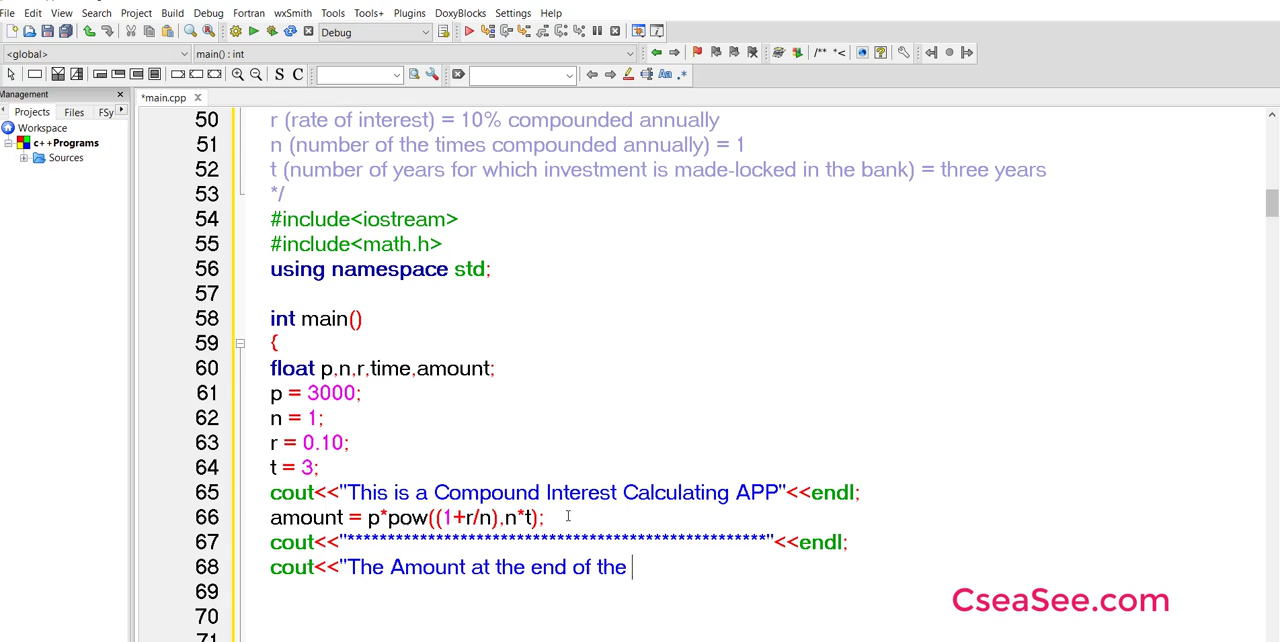 File Edit View Search Project Build Debug Fortran wxSmith Tools Tools+ Plugins DoxyBlocks Settings Help
Debug
<global> main() : int /** *<
S C Aa .*
Management
*main.cpp
Projects Files FSy
Workspace
c++Programs
Sources
50 r (rate of interest) = 10% compounded annually
51 n (number of the times compounded annually) = 1
52 t (number of years for which investment is made-locked in the bank) = three years
53 */
54 #include<iostream>
55 #include<math.h>
56 using namespace std;
57
58 int main()
59 {
60 float p,n,r,time,amount;
61 p = 3000;
62 n = 1;
63 r = 0.10;
64 t = 3;
65 cout<<"This is a Compound Interest Calculating APP"<<endl;
66 amount = p*pow((1+r/n),n*t);
67 cout<<"****************************************************"<<endl;
68 cout<<"The Amount at the end of the
69
70
71
CseaSee.com